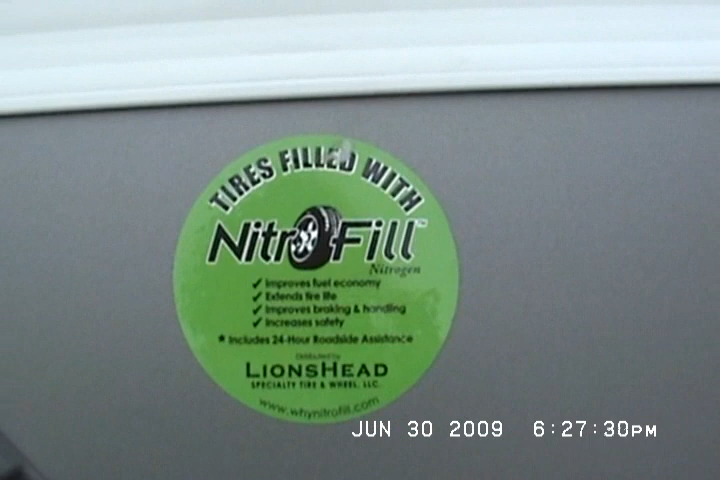 TIRES FILLED WITH
NitroFill™
Nitrogen
✓ Improves fuel economy
✓ Extends tire life
✓ Improves braking & handling
✓ Increases safety
* Includes 24-Hour Roadside Assistance
Distributed by
LIONSHEAD
SPECIALTY TIRE & WHEEL, LLC.
www.whynitrofill.com
JUN 30 2009 6:27:30PM